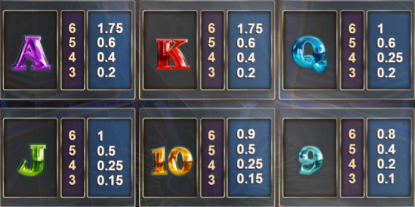 A 6 1.75 K 6 1.75 Q 6 1
5 0.6 5 0.6 5 0.6
4 0.4 4 0.4 4 0.25
3 0.2 3 0.2 3 0.2
J 6 1 10 6 0.9 9 6 0.8
5 0.5 5 0.5 5 0.4
4 0.25 4 0.25 4 0.2
3 0.15 3 0.15 3 0.1